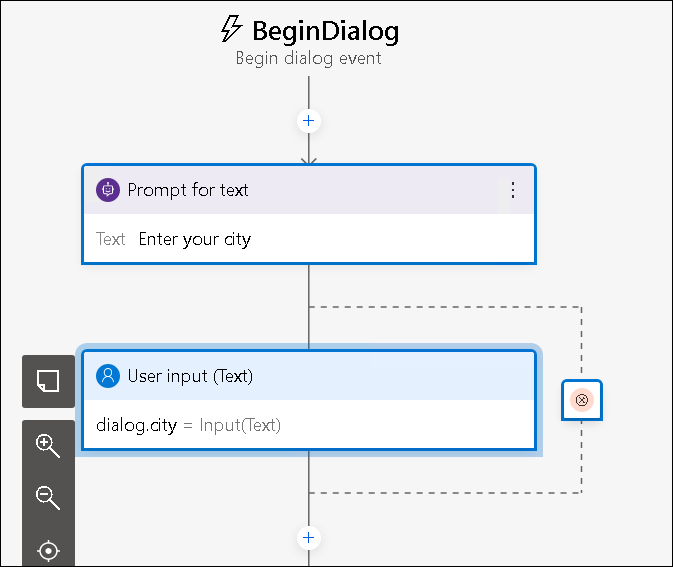 BeginDialog
Begin dialog event
Prompt for text
Text Enter your city
User input (Text)
dialog.city = Input(Text)